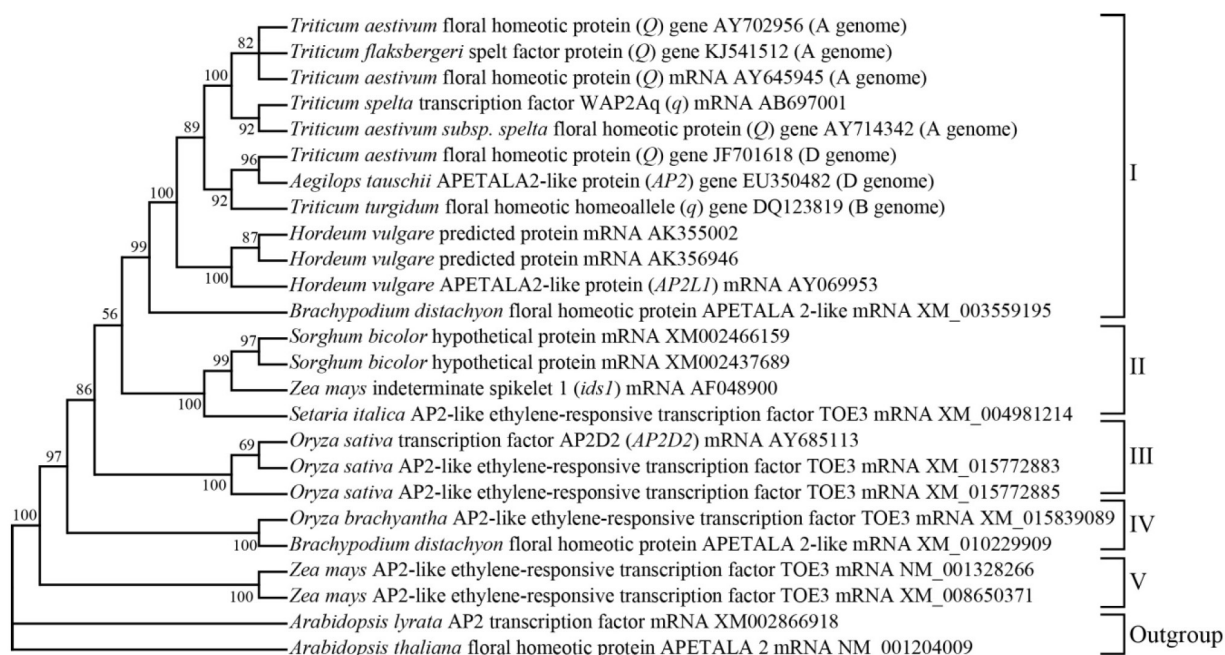 Triticum aestivum floral homeotic protein (Q) gene AY702956 (A genome)
82
Triticum flaksbergeri spelt factor protein (Q) gene KJ541512 (A genome)
100
Triticum aestivum floral homeotic protein (Q) mRNA AY645945 (A genome)
Triticum spelta transcription factor WAP2Aq (q) mRNA AB697001
92
Triticum aestivum subsp. spelta floral homeotic protein (Q) gene AY714342 (A genome)
89
Triticum aestivum floral homeotic protein (Q) gene JF701618 (D genome)
96
Aegilops tauschii APETALA2-like protein (AP2) gene EU350482 (D genome)
I
100
92
Triticum turgidum floral homeotic homeoallele (q) gene DQ123819 (B genome)
87
Hordeum vulgare predicted protein mRNA AK355002
99
Hordeum vulgare predicted protein mRNA AK356946
100
Hordeum vulgare APETALA2-like protein (AP2L1) mRNA AY069953
Brachypodium distachyon floral homeotic protein APETALA 2-like mRNA XM_003559195
56
97
Sorghum bicolor hypothetical protein mRNA XM002466159
99
Sorghum bicolor hypothetical protein mRNA XM002437689
II
Zea mays indeterminate spikelet 1 (ids1) mRNA AF048900
86
100
Setaria italica AP2-like ethylene-responsive transcription factor TOE3 mRNA XM_004981214
69
Oryza sativa transcription factor AP2D2 (AP2D2) mRNA AY685113
97
Oryza sativa AP2-like ethylene-responsive transcription factor TOE3 mRNA XM_015772883
III
100
Oryza sativa AP2-like ethylene-responsive transcription factor TOE3 mRNA XM_015772885
100
Oryza brachyantha AP2-like ethylene-responsive transcription factor TOE3 mRNA XM_015839089
IV
100
Brachypodium distachyon floral homeotic protein APETALA 2-like mRNA XM_010229909
Zea mays AP2-like ethylene-responsive transcription factor TOE3 mRNA NM_001328266
V
100
Zea mays AP2-like ethylene-responsive transcription factor TOE3 mRNA XM_008650371
Arabidopsis lyrata AP2 transcription factor mRNA XM002866918
Outgroup
Arabidopsis thaliana floral homeotic protein APETALA 2 mRNA NM_001204009